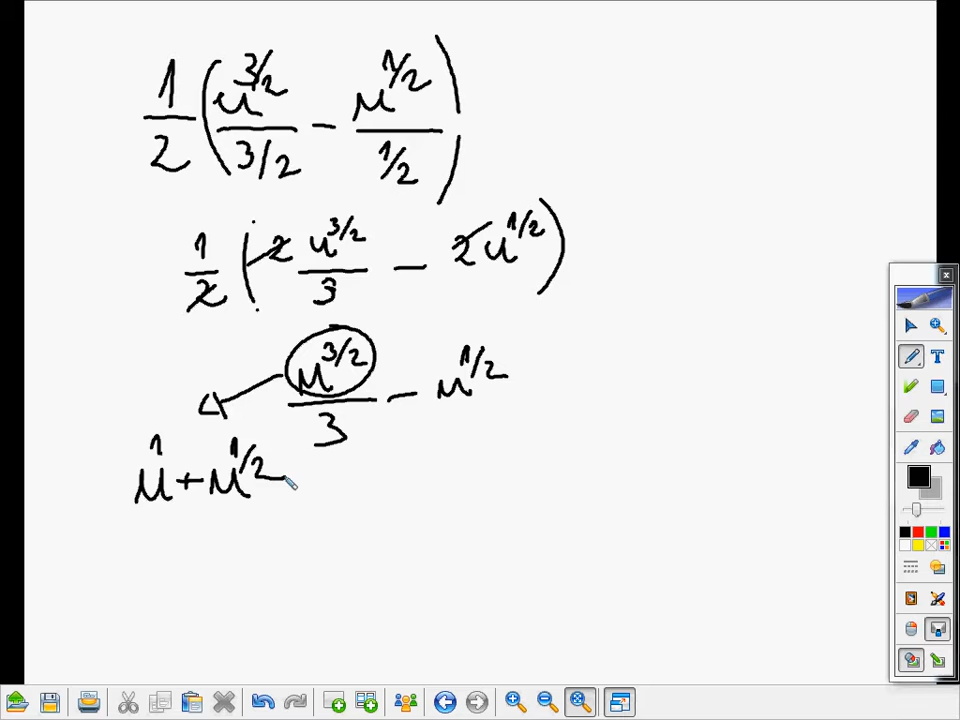 1/2 (u^3/2 / 3/2 − u^1/2 / 1/2)
1/2 (2 u^3/2 / 3 − 2u^1/2)
u^3/2 / 3 − u^1/2
u^1 + u^1/2
T